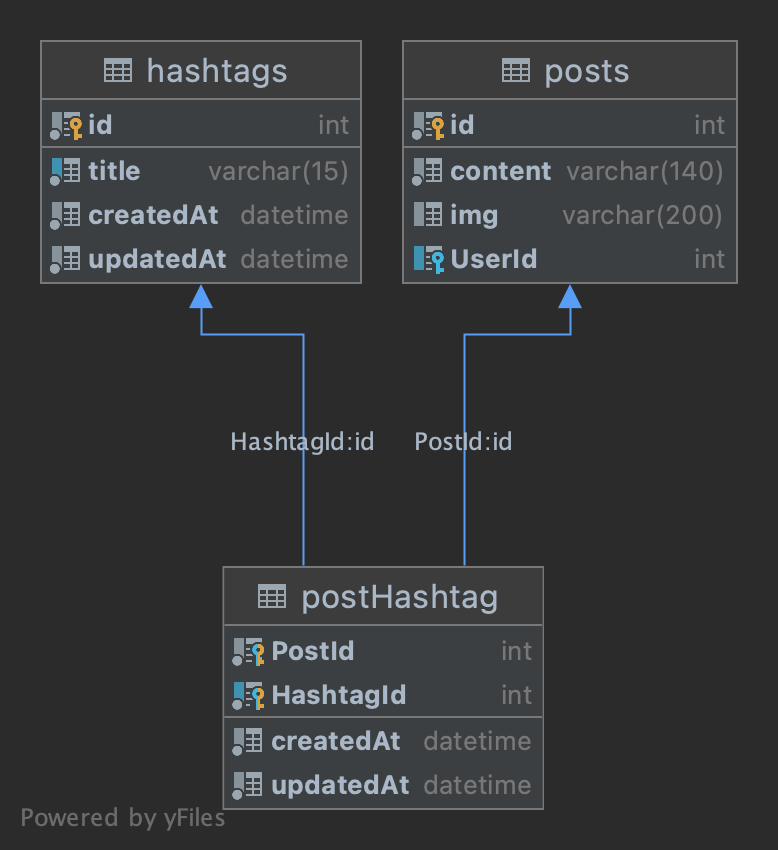 hashtags
id int
title varchar(15)
createdAt datetime
updatedAt datetime
posts
id int
content varchar(140)
img varchar(200)
UserId int
HashtagId:id
PostId:id
postHashtag
PostId int
HashtagId int
createdAt datetime
updatedAt datetime
Powered by yFiles